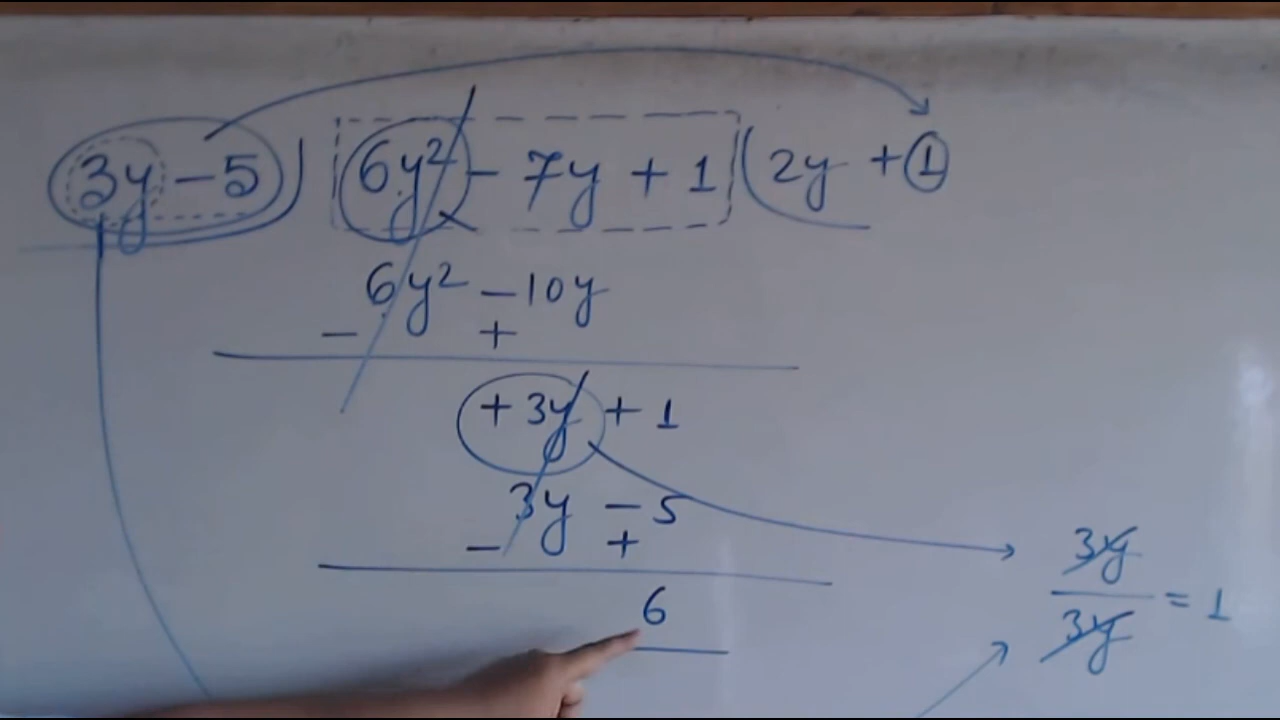 3y - 5) 6y² - 7y + 1 (2y + 1
6y² - 10y
- +
+ 3y + 1
3y - 5
- +
6
3y
3y = 1